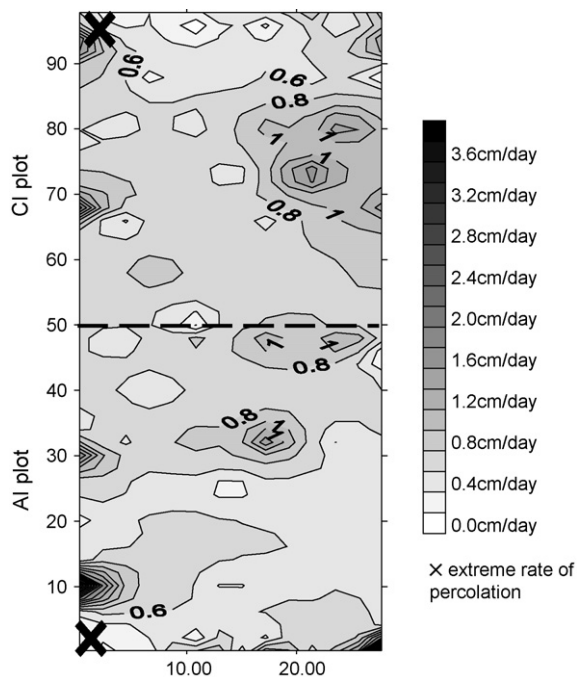 0.6
0.6
0.8
1
1
1
0.8
1
1
1
0.8
0.8
1
1
0.6
90
80
70
60
50
40
30
20
10
CI plot
AI plot
10.00
20.00
3.6cm/day
3.2cm/day
2.8cm/day
2.4cm/day
2.0cm/day
1.6cm/day
1.2cm/day
0.8cm/day
0.4cm/day
0.0cm/day
× extreme rate of
percolation